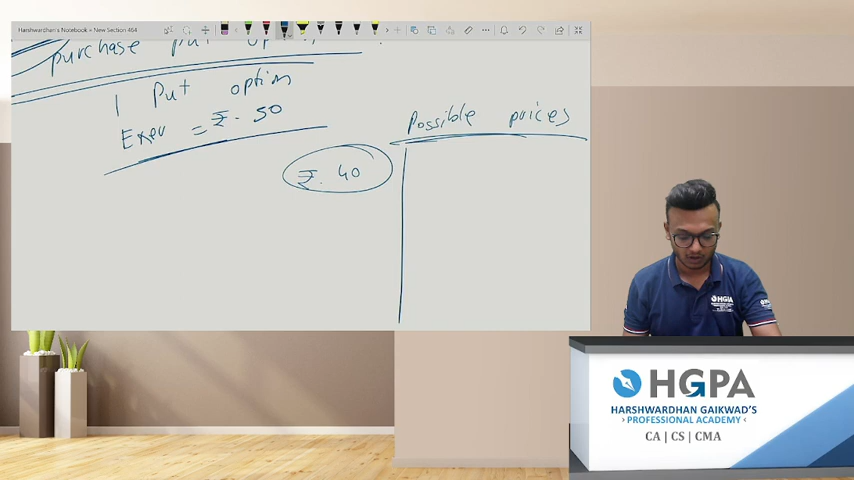 Harshwardhan's Notebook » New Section 464
purchase put
1 Put option
Exer = ₹. 50
Possible prices
₹. 40
HGPA
HGPA
HARSHWARDHAN GAIKWAD'S
› PROFESSIONAL ACADEMY ‹
CA | CS | CMA